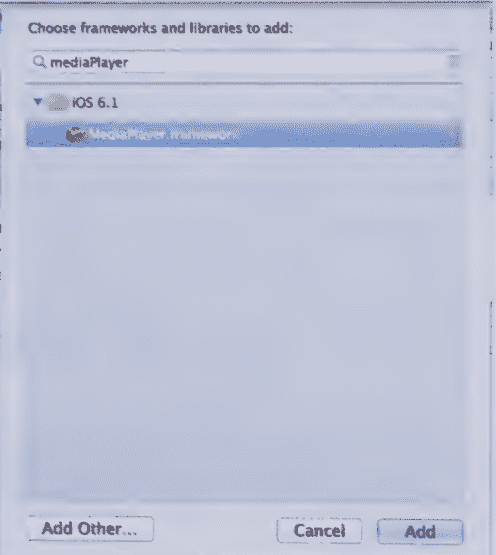 Choose frameworks and libraries to add:
mediaPlayer
iOS 6.1
MediaPlayer.framework
Add Other...
Cancel
Add